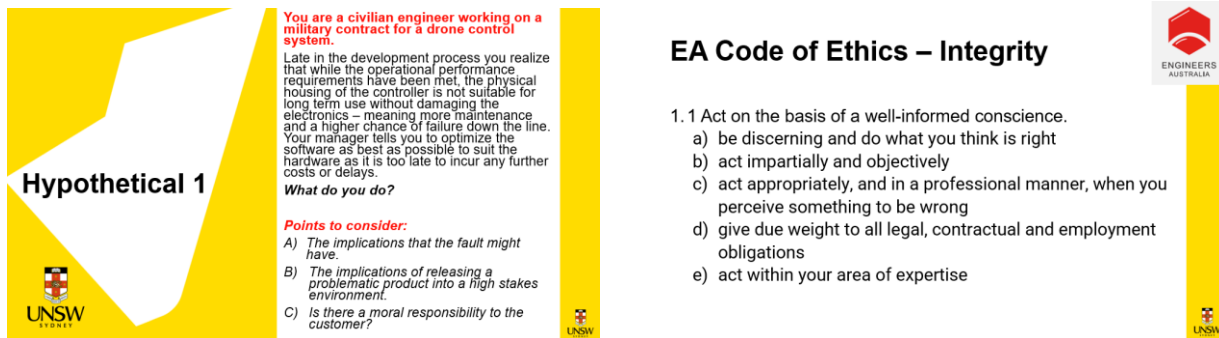 Hypothetical 1
UNSW
SYDNEY
You are a civilian engineer working on a
military contract for a drone control
system.
Late in the development process you realize
that while the operational performance
requirements have been met, the physical
housing of the controller is not suitable for
long term use without damaging the
electronics – meaning more maintenance
and a higher chance of failure down the line.
Your manager tells you to optimize the
software as best as possible to suit the
hardware as it is too late to incur any further
costs or delays.
What do you do?
Points to consider:
A) The implications that the fault might
have.
B) The implications of releasing a
problematic product into a high stakes
environment.
C) Is there a moral responsibility to the
customer?
UNSW
EA Code of Ethics – Integrity
ENGINEERS
AUSTRALIA
1.1 Act on the basis of a well-informed conscience.
a) be discerning and do what you think is right
b) act impartially and objectively
c) act appropriately, and in a professional manner, when you
perceive something to be wrong
d) give due weight to all legal, contractual and employment
obligations
e) act within your area of expertise
UNSW